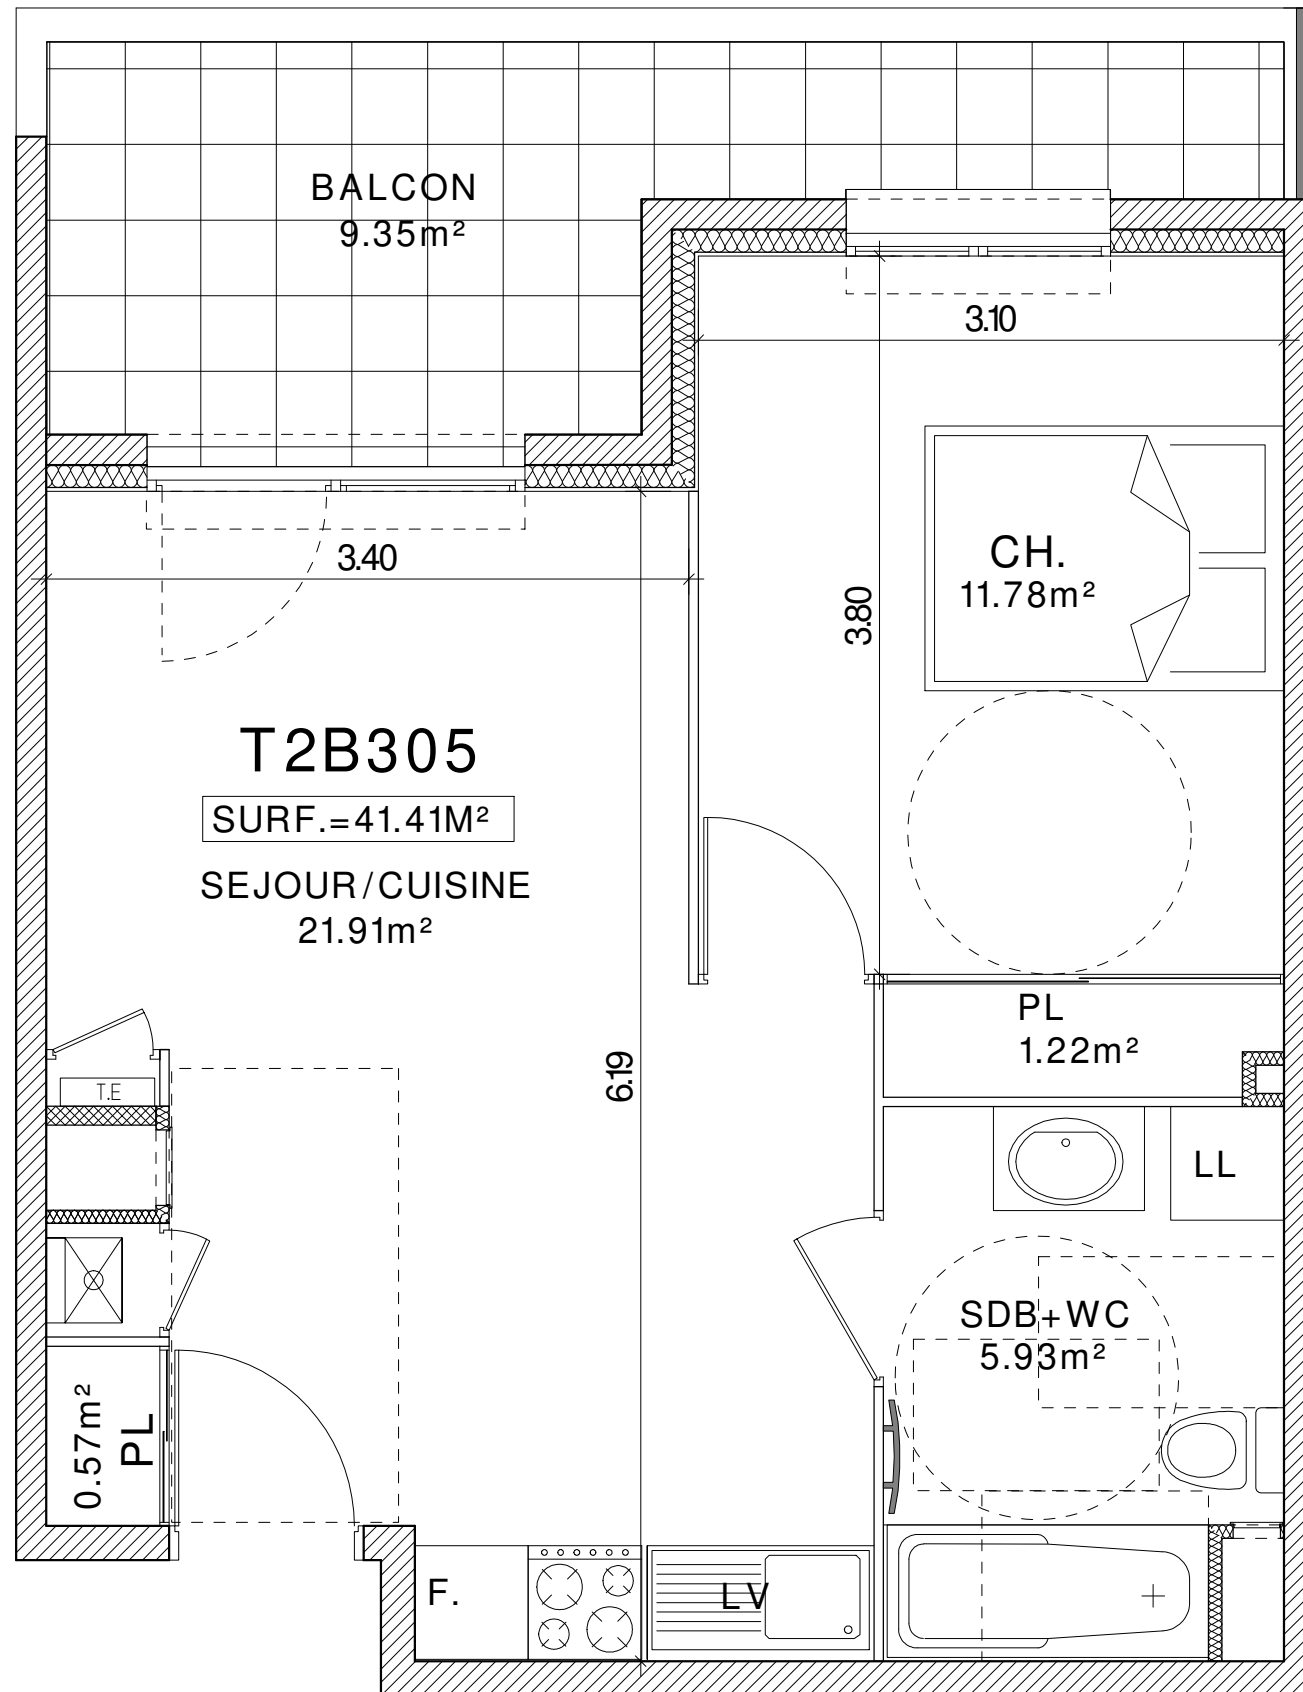 BALCON
9.35m²
3.10
3.40
CH.
11.78m²
3.80
T2B305
SURF.=41.41M²
SEJOUR/CUISINE
21.91m²
PL
1.22m²
6.19
T.E
LL
SDB+WC
5.93m²
0.57m²
PL
F.
LV